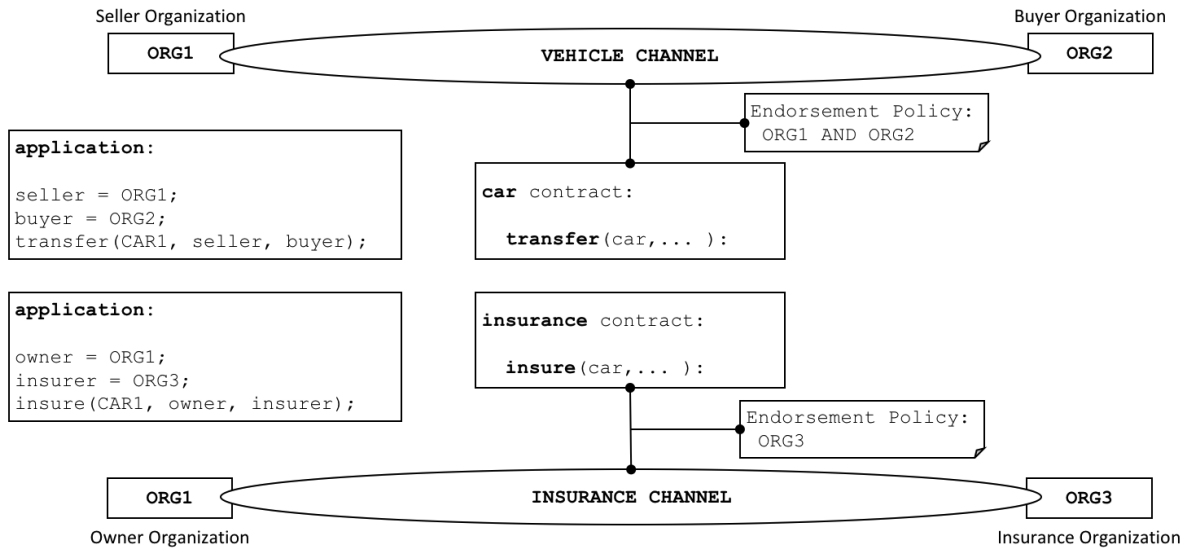 Seller Organization
Buyer Organization
ORG1
VEHICLE CHANNEL
ORG2
Endorsement Policy:
ORG1 AND ORG2
application:
seller = ORG1;
buyer = ORG2;
transfer(CAR1, seller, buyer);
car contract:
transfer(car,... ):
application:
owner = ORG1;
insurer = ORG3;
insure(CAR1, owner, insurer);
insurance contract:
insure(car,... ):
Endorsement Policy:
ORG3
ORG1
INSURANCE CHANNEL
ORG3
Owner Organization
Insurance Organization